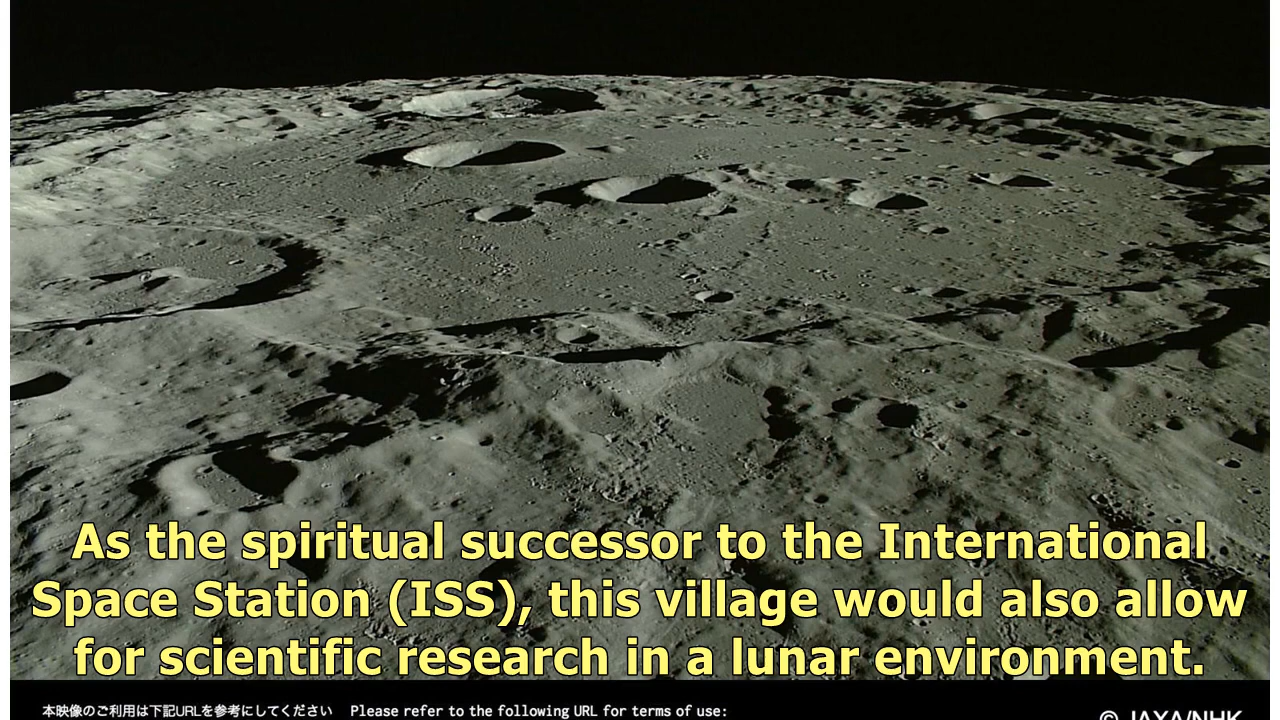 As the spiritual successor to the International
Space Station (ISS), this village would also allow
for scientific research in a lunar environment.
本映像のご利用は下記URLを参考にしてください Please refer to the following URL for terms of use:
© JAXA/NHK